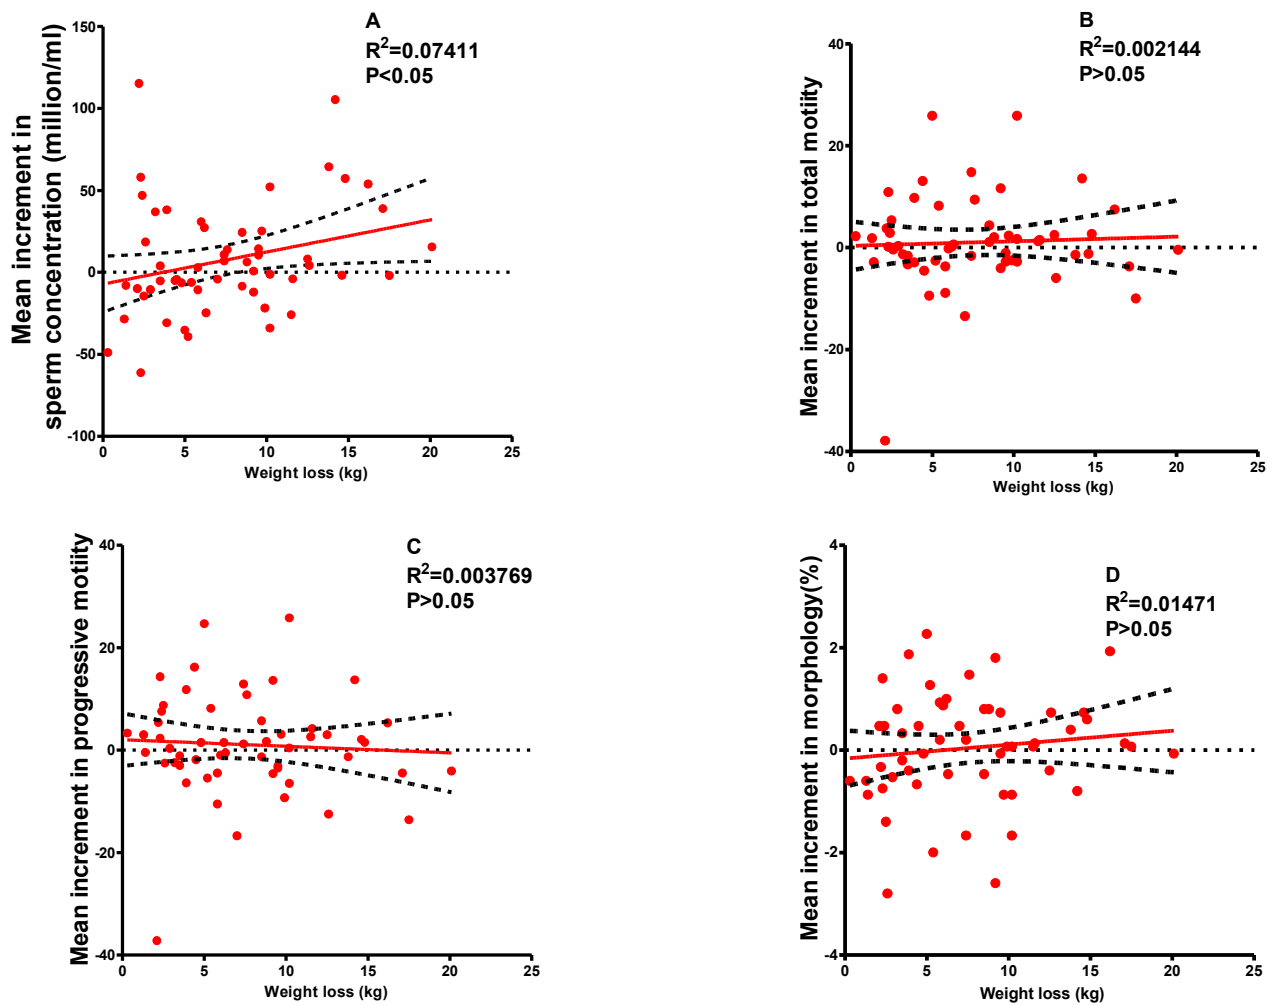 A
R²=0.07411
P<0.05
Mean increment in
sperm concentration (million/ml)
150
100
50
0
-50
-100
0 5 10 15 20 25
Weight loss (kg)
B
R²=0.002144
P>0.05
Mean increment in total motiity
40
20
0
-20
-40
0 5 10 15 20 25
Weight loss (kg)
C
R²=0.003769
P>0.05
Mean increment in progressive motiity
40
20
0
-20
-40
0 5 10 15 20 25
Weight loss (kg)
D
R²=0.01471
P>0.05
Mean increment in morphology(%)
4
2
0
-2
-4
0 5 10 15 20 25
Weight loss (kg)